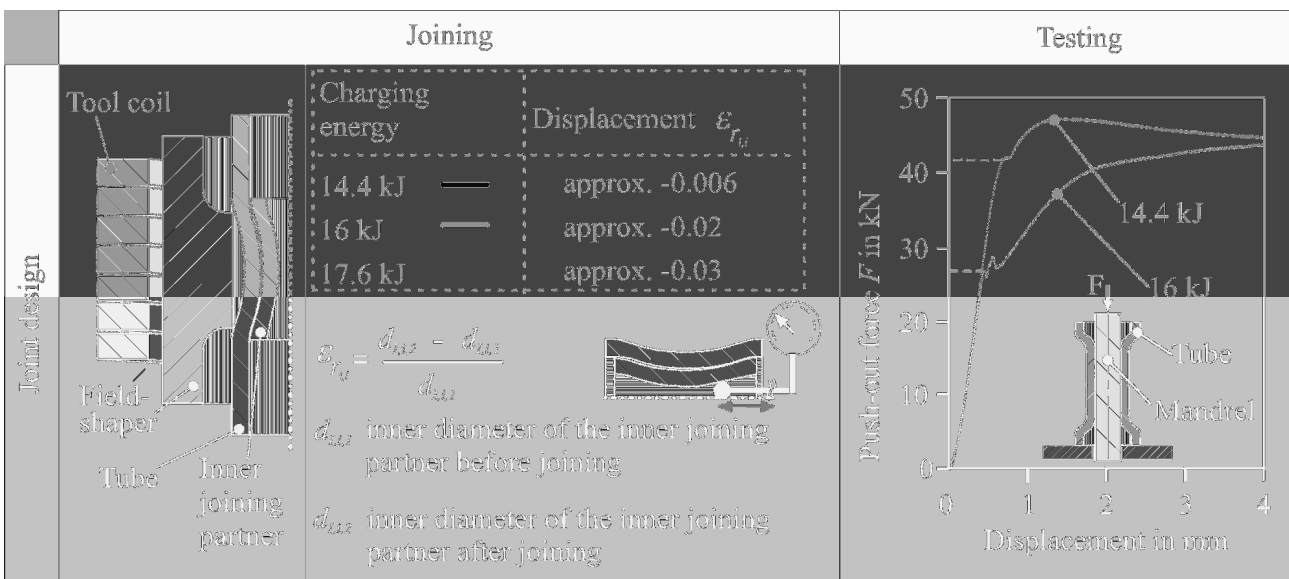 Joining
Testing
Joint design
Tool coil
Field-
shaper
Tube
Inner
joining
partner
Charging
energy
Displacement
14.4 kJ
approx. -0.006
16 kJ
approx. -0.02
17.6 kJ
approx. -0.03
inner diameter of the inner joining
partner before joining
inner diameter of the inner joining
partner after joining
Push-out force F in kN
50
40
30
20
10
0
14.4 kJ
16 kJ
F
Tube
Mandrel
0 1 2 3 4
Displacement in mm